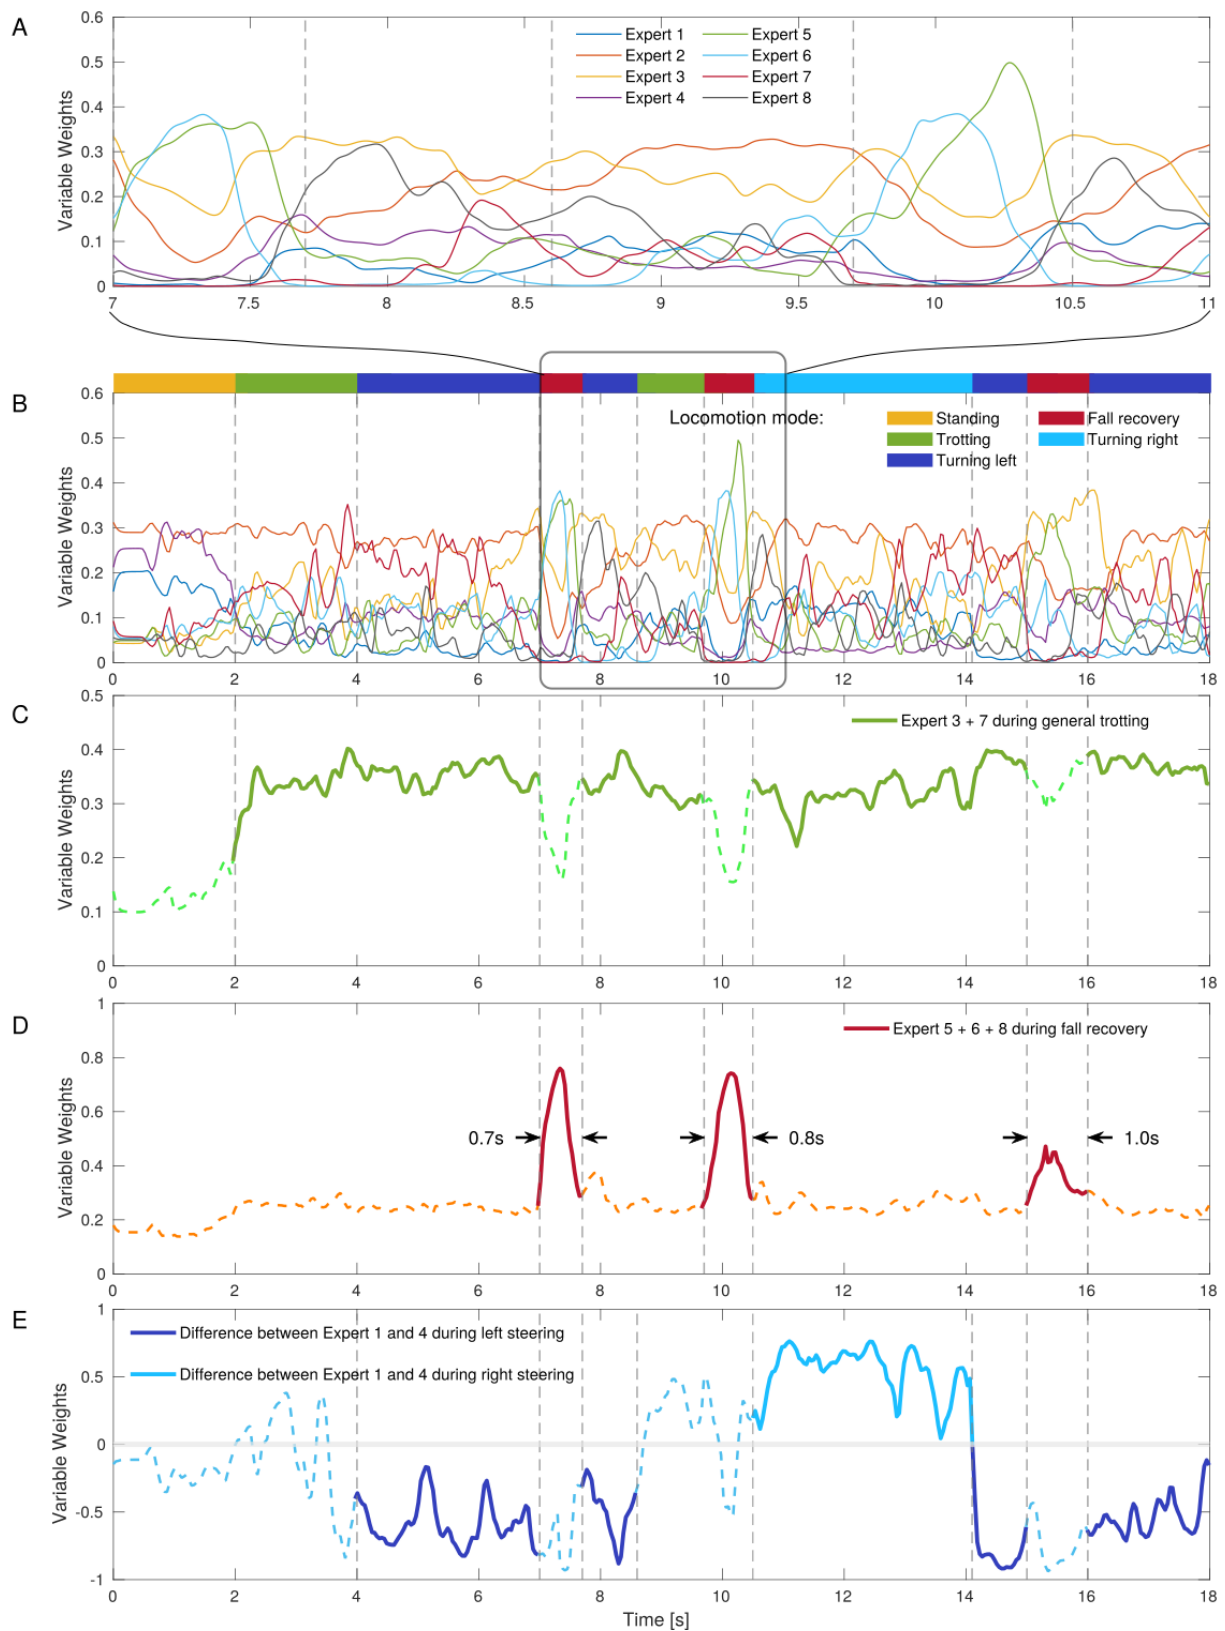 A
0.6
0.5
0.4
0.3
0.2
0.1
0
Variable Weights
Expert 1
Expert 2
Expert 3
Expert 4
Expert 5
Expert 6
Expert 7
Expert 8
7 7.5 8 8.5 9 9.5 10 10.5 11
B
0.6
0.5
0.4
0.3
0.2
0.1
0
Variable Weights
Locomotion mode:
Standing
Trotting
Turning left
Fall recovery
Turning right
0 2 4 6 8 10 12 14 16 18
C
0.5
0.4
0.3
0.2
0.1
0
Variable Weights
Expert 3 + 7 during general trotting
0 2 4 6 8 10 12 14 16 18
D
1
0.8
0.6
0.4
0.2
0
Variable Weights
Expert 5 + 6 + 8 during fall recovery
0.7s
0.8s
1.0s
0 2 4 6 8 10 12 14 16 18
E
1
0.5
0
-0.5
-1
Variable Weights
Difference between Expert 1 and 4 during left steering
Difference between Expert 1 and 4 during right steering
0 2 4 6 8 10 12 14 16 18
Time [s]